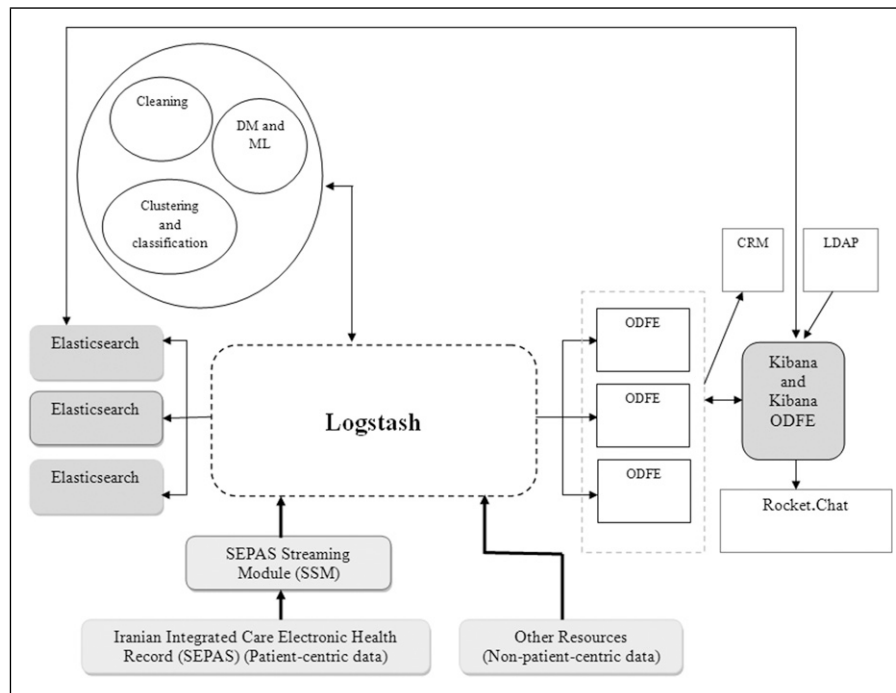 Cleaning
DM and
ML
Clustering
and
classification
CRM
LDAP
Elasticsearch
Elasticsearch
Elasticsearch
Logstash
ODFE
ODFE
ODFE
Kibana
and
Kibana
ODFE
Rocket.Chat
SEPAS Streaming
Module (SSM)
Iranian Integrated Care Electronic Health
Record (SEPAS) (Patient-centric data)
Other Resources
(Non-patient-centric data)